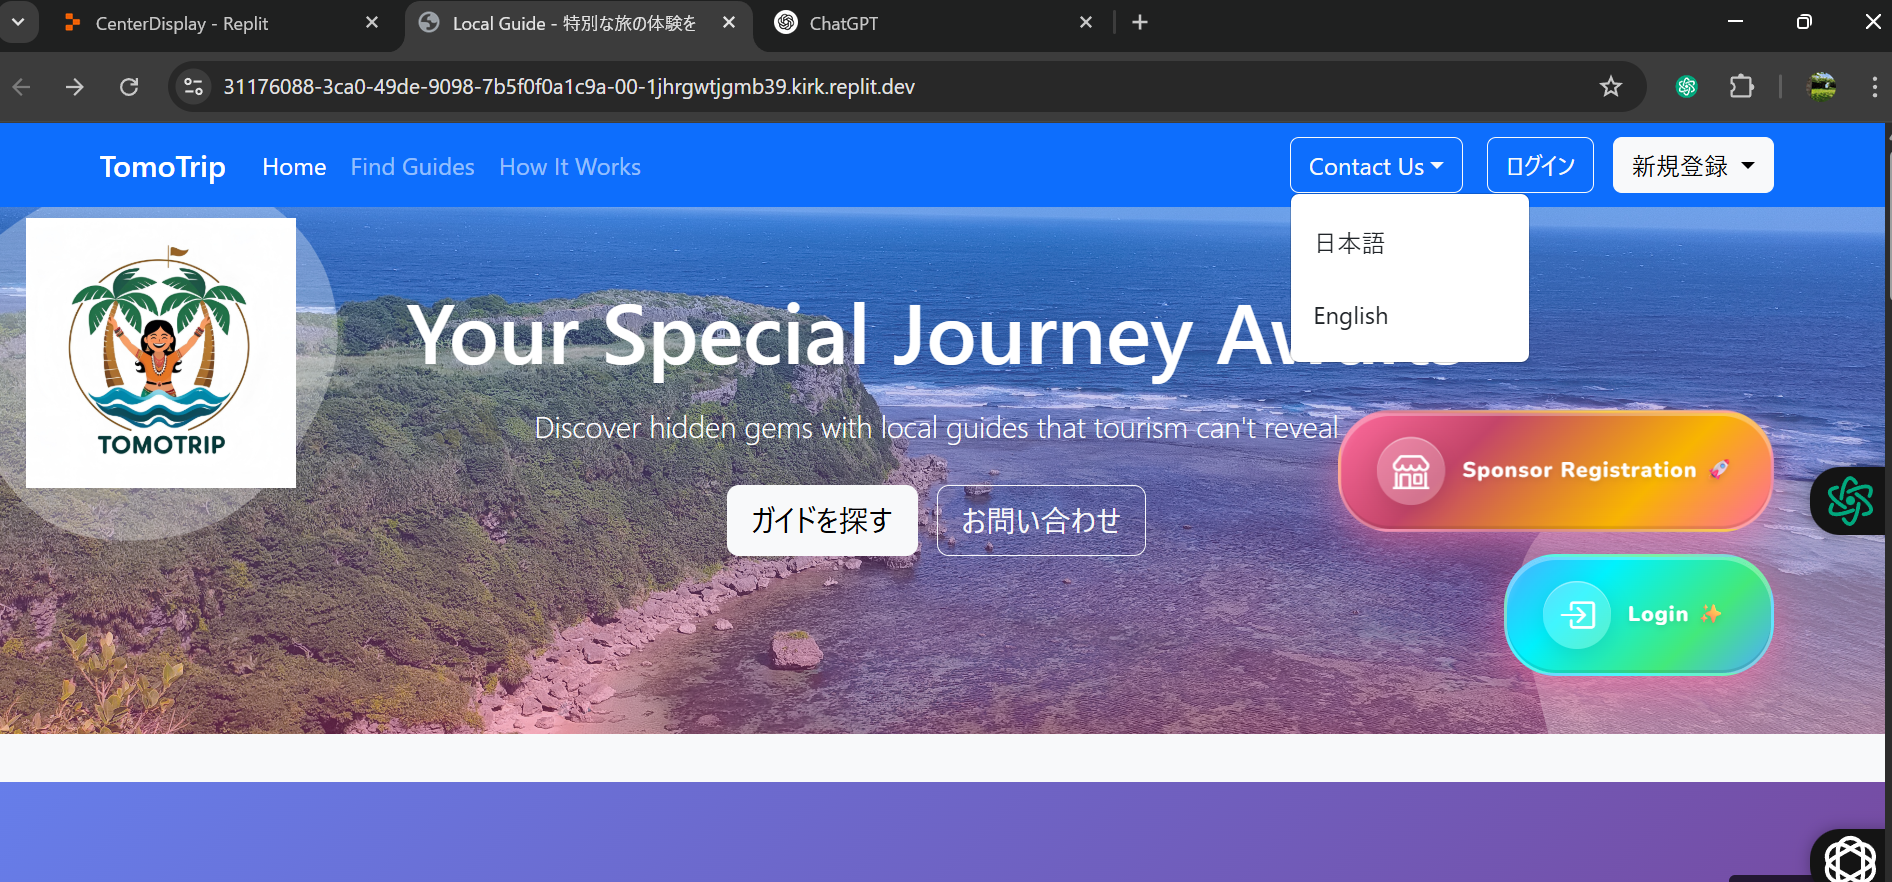 CenterDisplay - Replit
Local Guide - 特別な旅の体験を
ChatGPT
31176088-3ca0-49de-9098-7b5f0f0a1c9a-00-1jhrgwtjgmb39.kirk.replit.dev
TomoTrip
Home
Find Guides
How It Works
Contact Us
ログイン
新規登録
日本語
English
TOMOTRIP
Your Special Journey Awaits
Discover hidden gems with local guides that tourism can't reveal
ガイドを探す
お問い合わせ
Sponsor Registration 🚀
Login ✨